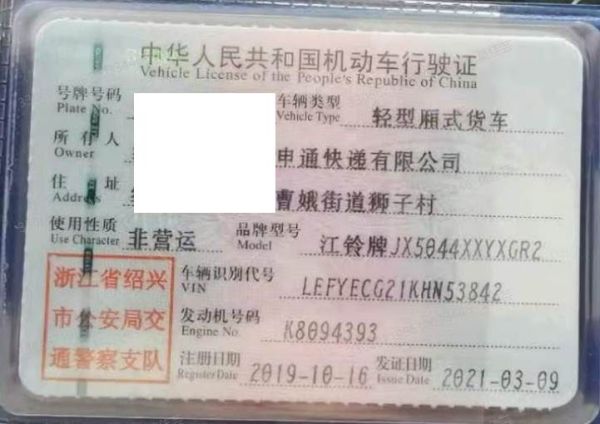 中华人民共和国机动车行驶证
Vehicle License of the People's Republic of China
号牌号码 车辆类型 轻型厢式货车
Plate No. Vehicle Type
所有人 申通快递有限公司
Owner
住址 曹娥街道狮子村
Address
使用性质 非营运 品牌型号 江铃牌JX5044XXYXGR2
Use Character Model
浙江省绍兴
市公安局交
通警察支队
车辆识别代号 LEFYECG21KHN53842
VIN
发动机号码 K8094393
Engine No.
注册日期 2019-10-16 发证日期 2021-03-09
Register Date Issue Date